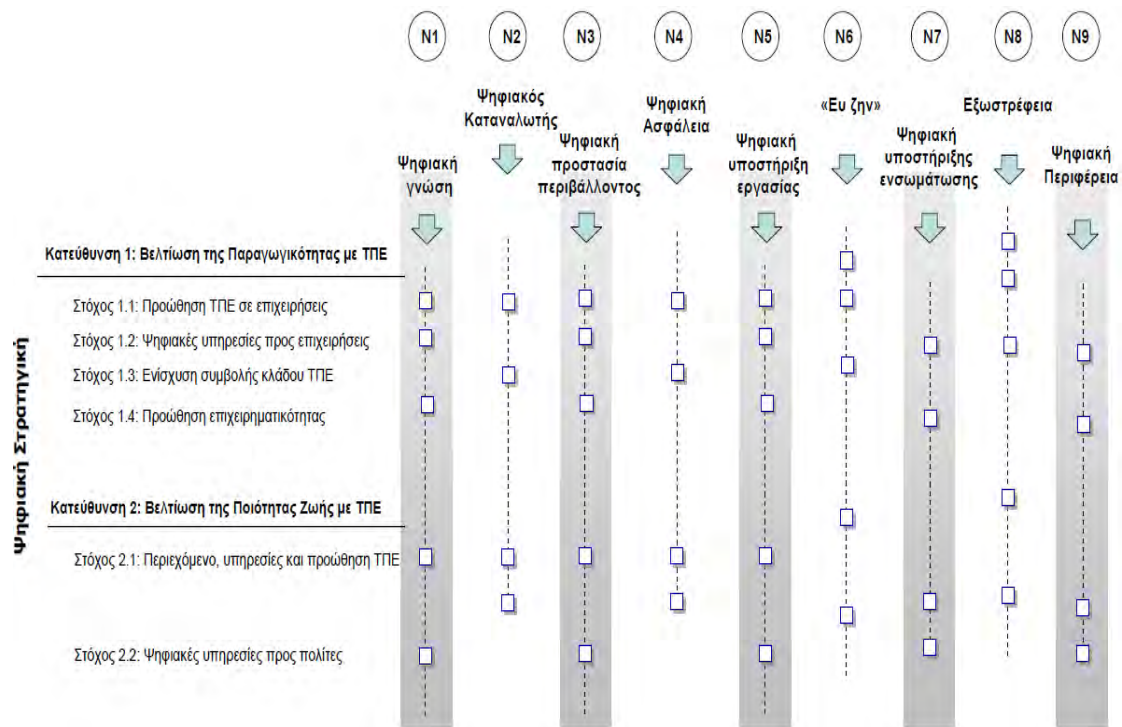 N1
N2
N3
N4
N5
N6
N7
N8
N9
Ψηφιακός
Καταναλωτής
Ψηφιακή
Ασφάλεια
«Ευ ζην»
Εξωστρέφεια
Ψηφιακή
γνώση
Ψηφιακή
προστασία
περιβάλλοντος
Ψηφιακή
υποστήριξη
εργασίας
Ψηφιακή
υποστήριξης
ενσωμάτωσης
Ψηφιακή
Περιφέρεια
Ψηφιακή Στρατηγική
Κατεύθυνση 1: Βελτίωση της Παραγωγικότητας με ΤΠΕ
Στόχος 1.1: Προώθηση ΤΠΕ σε επιχειρήσεις
Στόχος 1.2: Ψηφιακές υπηρεσίες προς επιχειρήσεις
Στόχος 1.3: Ενίσχυση συμβολής κλάδου ΤΠΕ
Στόχος 1.4: Προώθηση επιχειρηματικότητας
Κατεύθυνση 2: Βελτίωση της Ποιότητας Ζωής με ΤΠΕ
Στόχος 2.1: Περιεχόμενο, υπηρεσίες και προώθηση ΤΠΕ
Στόχος 2.2: Ψηφιακές υπηρεσίες προς πολίτες